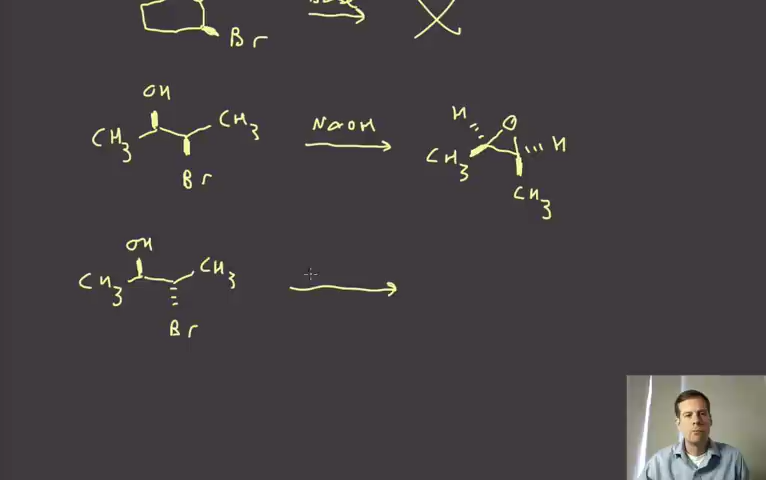 Br
OH
CH3 CH3 NaOH H O
CH3 H
Br CH3
OH
CH3 CH3
Br